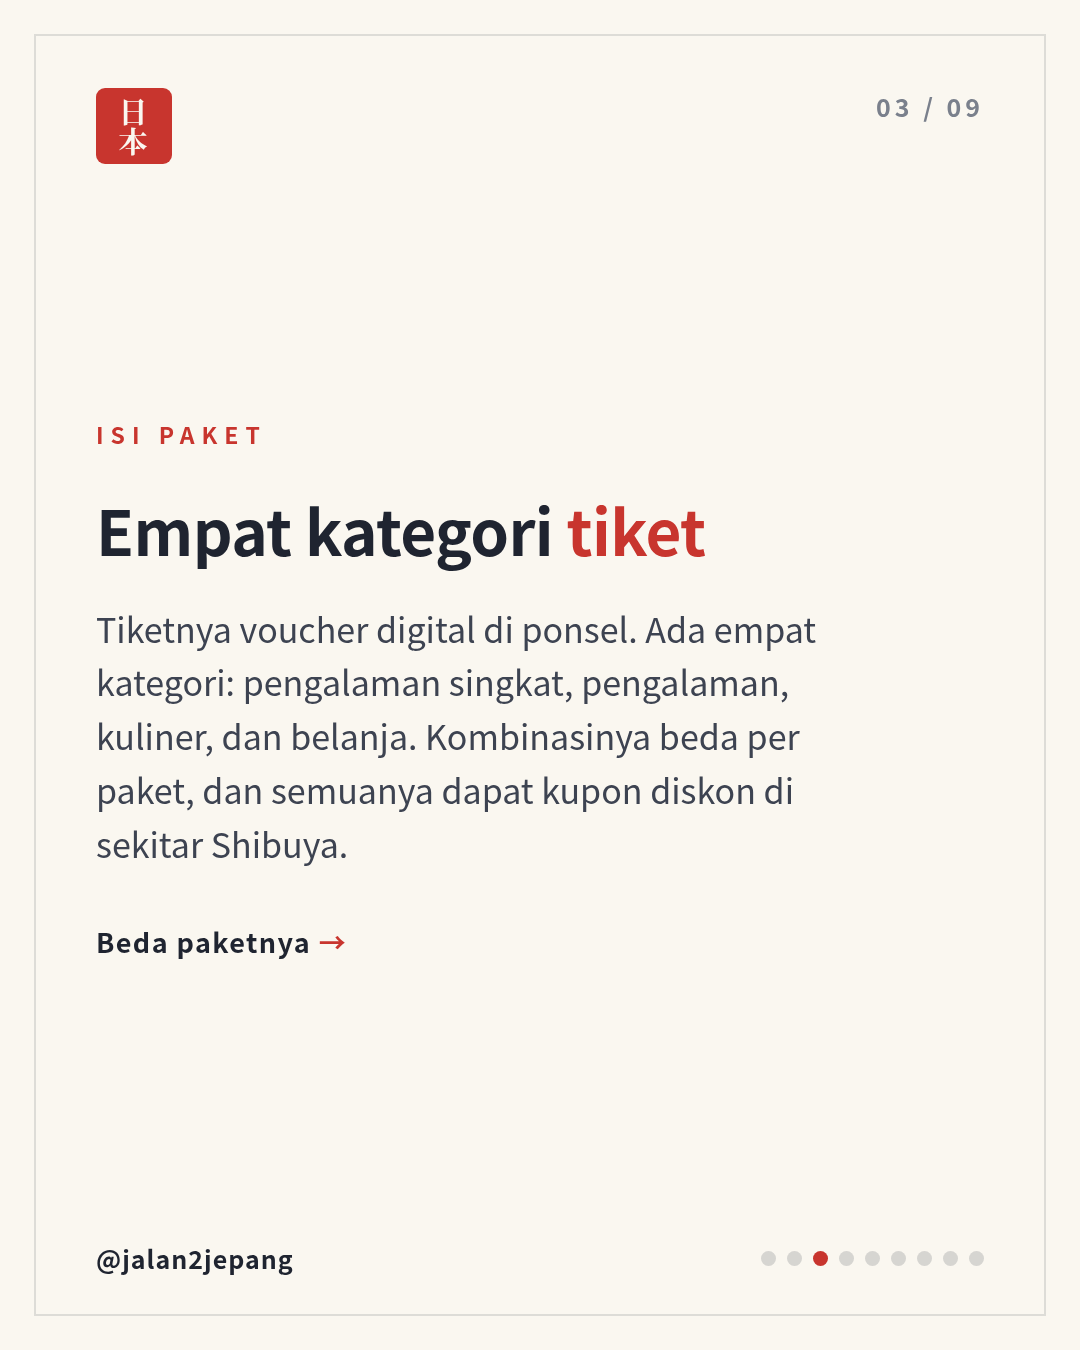 日本
03 / 09
ISI PAKET
Empat kategori tiket
Tiketnya voucher digital di ponsel. Ada empat
kategori: pengalaman singkat, pengalaman,
kuliner, dan belanja. Kombinasinya beda per
paket, dan semuanya dapat kupon diskon di
sekitar Shibuya.
Beda paketnya →
@jalan2jepang